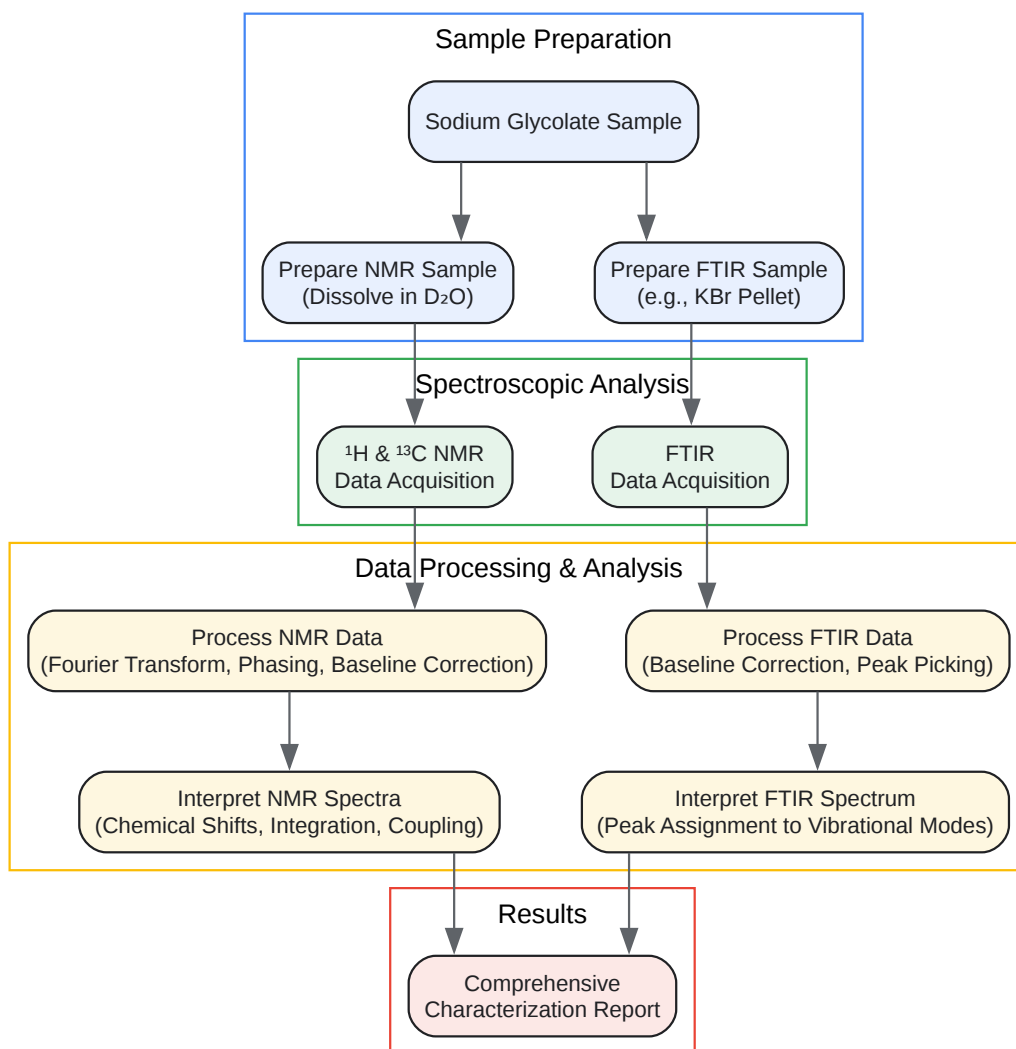 Sample Preparation
Sodium Glycolate Sample
Prepare NMR Sample
(Dissolve in D₂O)
Prepare FTIR Sample
(e.g., KBr Pellet)
Spectroscopic Analysis
¹H & ¹³C NMR
Data Acquisition
FTIR
Data Acquisition
Data Processing & Analysis
Process NMR Data
(Fourier Transform, Phasing, Baseline Correction)
Process FTIR Data
(Baseline Correction, Peak Picking)
Interpret NMR Spectra
(Chemical Shifts, Integration, Coupling)
Interpret FTIR Spectrum
(Peak Assignment to Vibrational Modes)
Results
Comprehensive
Characterization Report